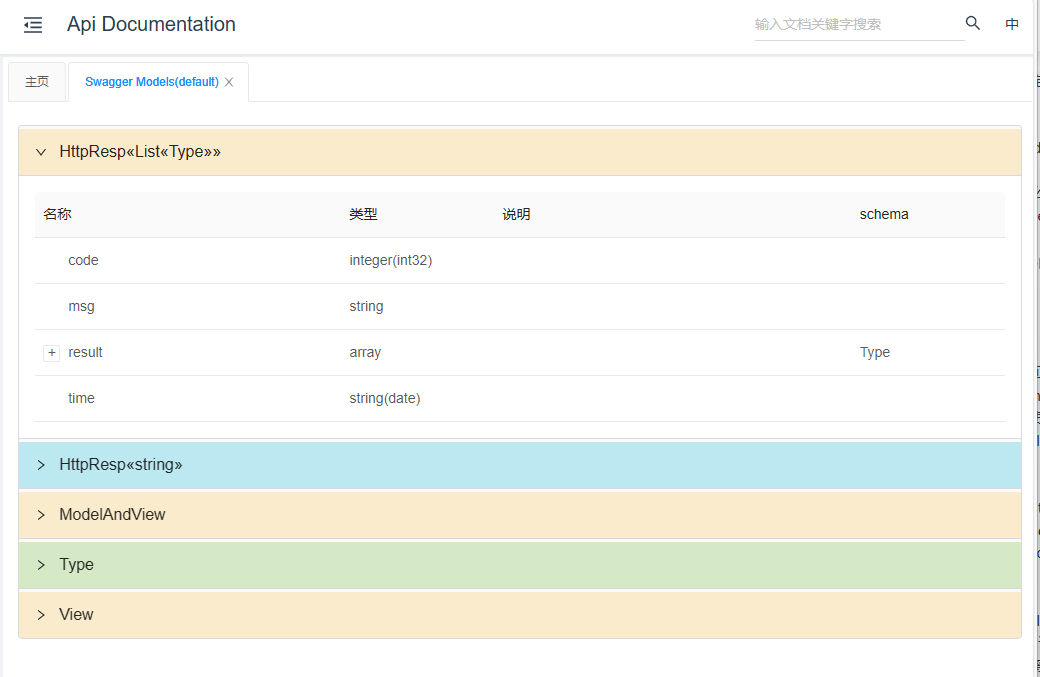 Api Documentation 输入文档关键字搜索 中
主页 Swagger Models(default)
HttpResp«List«Type»»
名称 类型 说明 schema
code integer(int32)
msg string
+ result array Type
time string(date)
HttpResp«string»
ModelAndView
Type
View